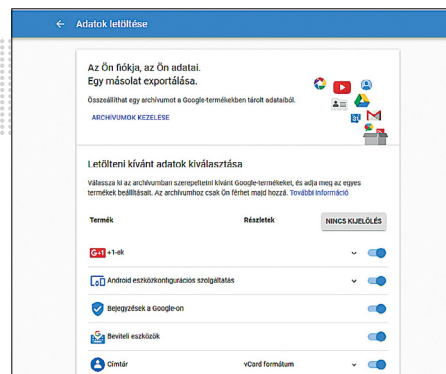 Adatok letöltése
Az Ön fiókja, az Ön adatai.
Egy másolat exportálása.
Összeállíthat egy archívumot a Google-termékekben tárolt adataiból.
ARCHÍVUMOK KEZELÉSE
31
Letölteni kívánt adatok kiválasztása
Válassza ki az archívumban szerepeltetni kívánt Google-termékeket, és adja meg az egyes
termékek beállításait. Az archívumhoz csak Ön férhet majd hozzá. További információ
Termék Részletek NINCS KIJELÖLÉS
G+1 +1-ek
Android eszközkonfigurációs szolgáltatás
Bejegyzések a Google-on
G Beviteli eszközök
Címtár vCard formátum